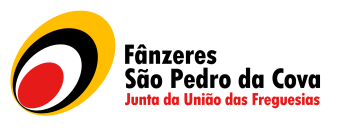 Fânzeres
São Pedro da Cova
Junta da União das Freguesias